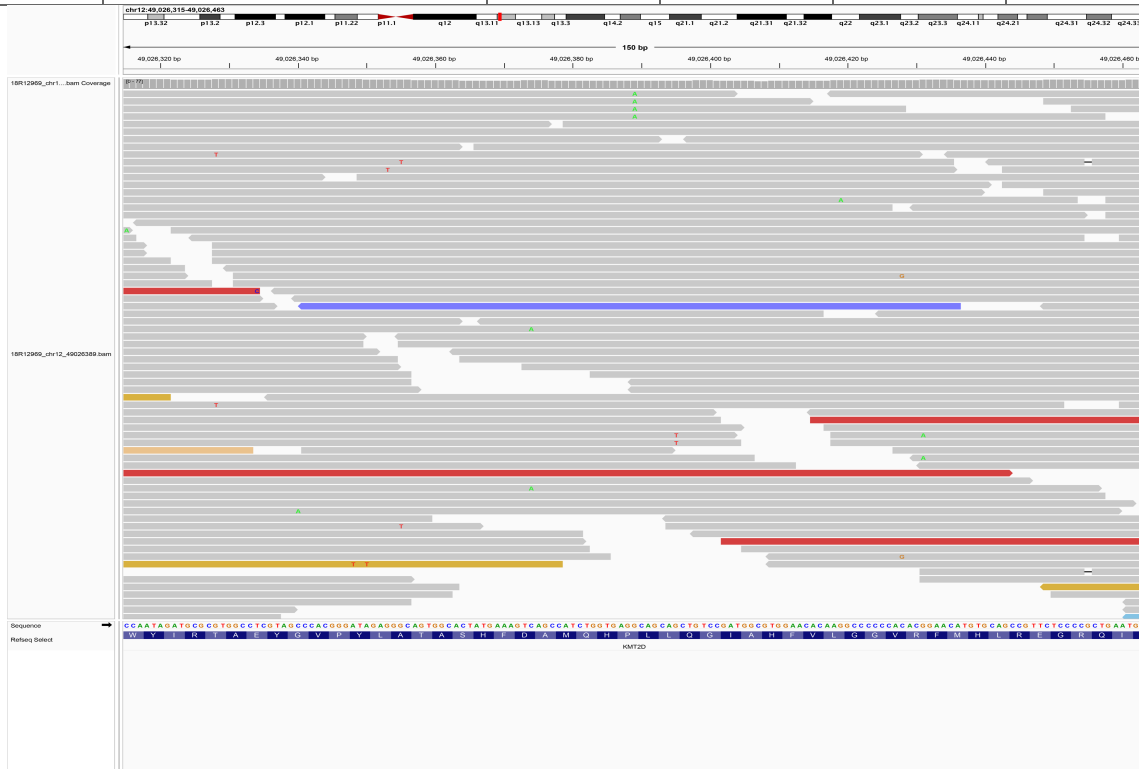 chr12:49,026,315-49,026,463
p13.32 p13.2 p12.3 p12.1 p11.22 p11.1 q12 q13.11 q13.13 q13.3 q14.2 q15 q21.1 q21.2 q21.31 q21.32 q22 q23.1 q23.2 q23.3 q24.11 q24.21 q24.31 q24.32 q24.33
150 bp
49,026,320 bp 49,026,340 bp 49,026,360 bp 49,026,380 bp 49,026,400 bp 49,026,420 bp 49,026,440 bp 49,026,460 b
18R12969_chr1....bam Coverage
A
A
A
A
T
T
T
A
A
G
C
A
18R12969_chr12_49026389.bam
T
T A
T
A
A
A
T
G
T T
Sequence
CCAATAGATGCGCGTGGCCTCGTAGCCCACGGGATAGAGGGCAGTGGCACTATGAAAGTCAGCCATCTGGTGAGGCAGCAGCTGTCCGATGGCGTGGAACACAAGGCCCCCCACACGGAACATGTGCAGCCGTTCTCCCCGCTGAATG
Refseq Select
W Y I R T A E Y G V P Y L A T A S H F D A M Q H P L L Q G I A H F V L G G V R F M H L R E G R Q I
KMT2D